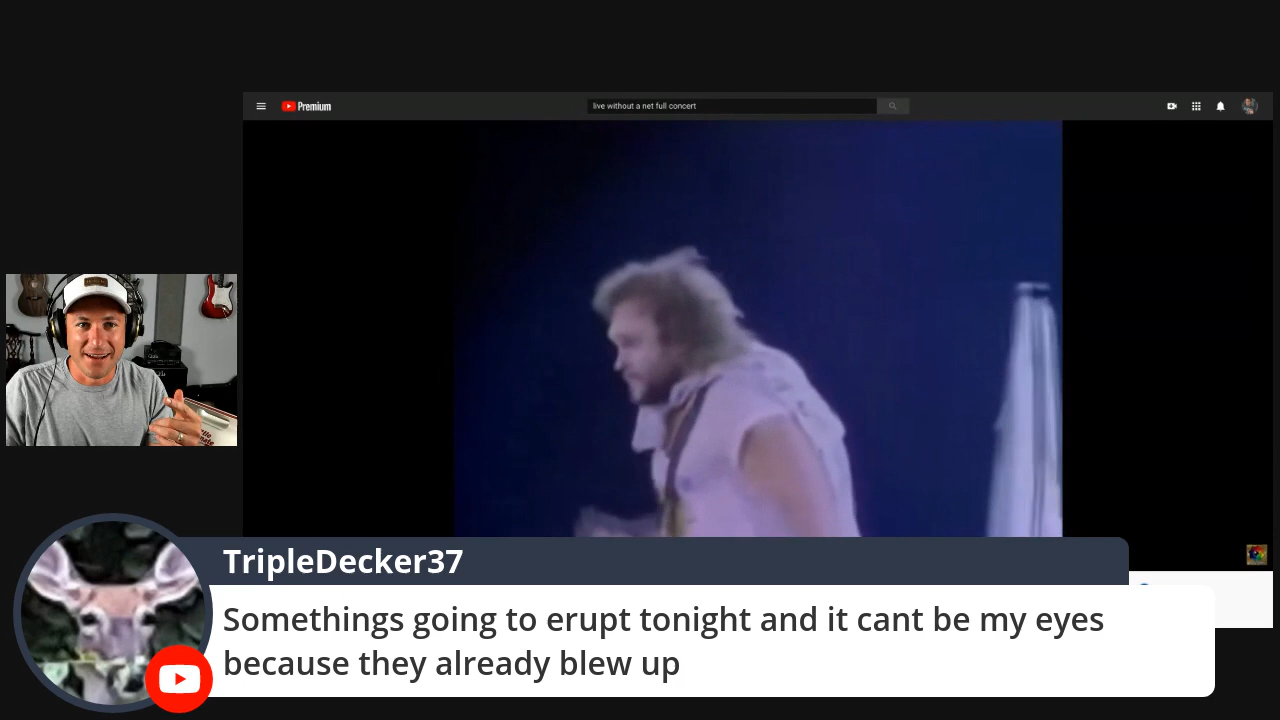 Premium
live without a net full concert
TripleDecker37
Somethings going to erupt tonight and it cant be my eyes
because they already blew up